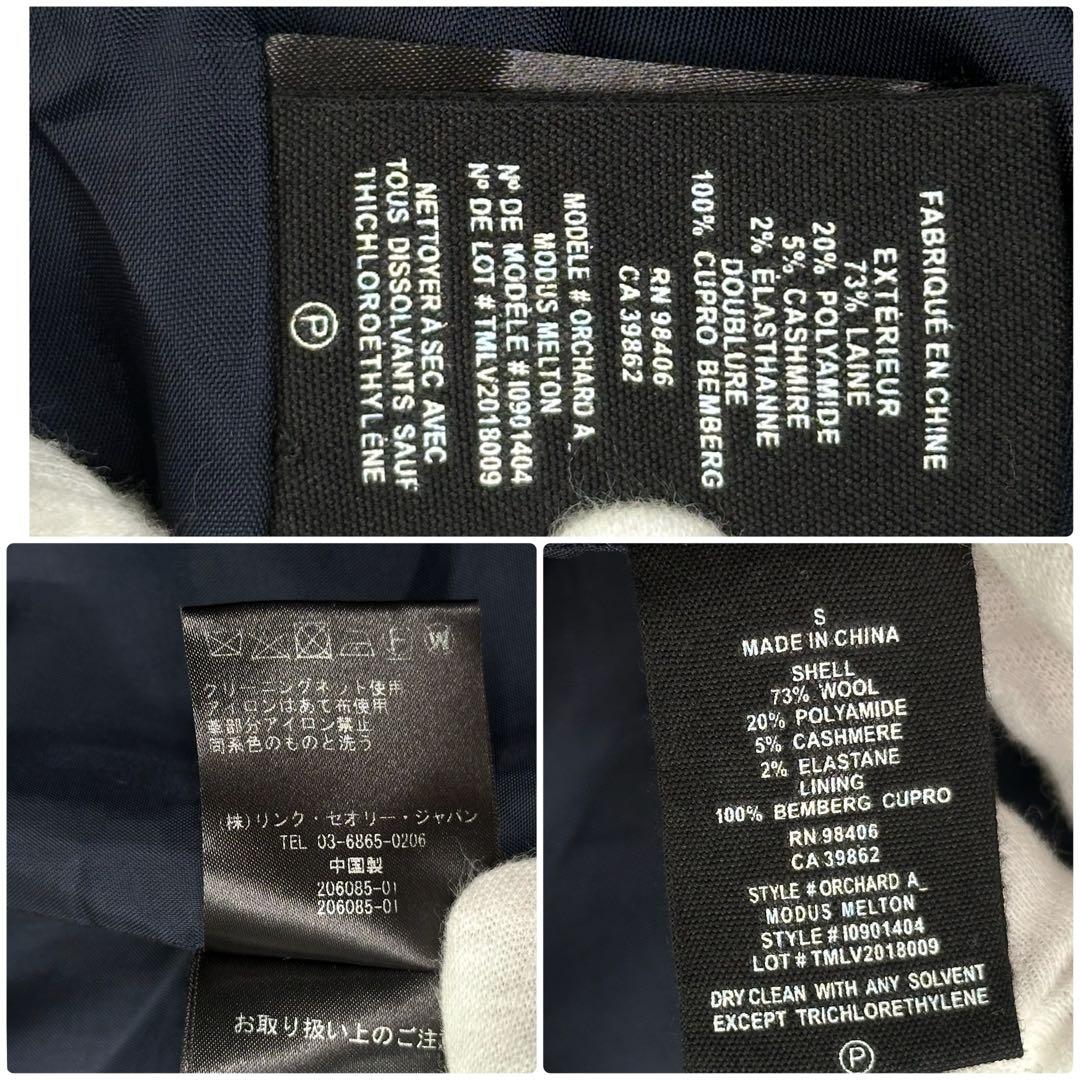 FABRIQUÉ EN CHINE
EXTÉRIEUR
73% LAINE
20% POLYAMIDE
5% CASHMIRE
2% ÉLASTHANNE
DOUBLURE
100% CUPRO BEMBERG
RN 98406
CA 39862
MODÈLE # ORCHARD A_
MODUS MELTON
Nº DE MODÈLE # I0901404
Nº DE LOT # TMLV2018009
NETTOYER À SEC AVEC
TOUS DISSOLVANTS SAUF
THICHLOROETHYLÈNE
P
F W
クリーニングネット使用
アイロンはあて布使用
革部分アイロン禁止
同系色のものと洗う
(株)リンク・セオリー・ジャパン
TEL 03-6865-0206
中国製
206085-01
206085-01
お取り扱い上のご注
S
MADE IN CHINA
SHELL
73% WOOL
20% POLYAMIDE
5% CASHMERE
2% ELASTANE
LINING
100% BEMBERG CUPRO
RN 98406
CA 39862
STYLE # ORCHARD A_
MODUS MELTON
STYLE # I0901404
LOT # TMLV2018009
DRY CLEAN WITH ANY SOLVENT
EXCEPT TRICHLORETHYLENE
P